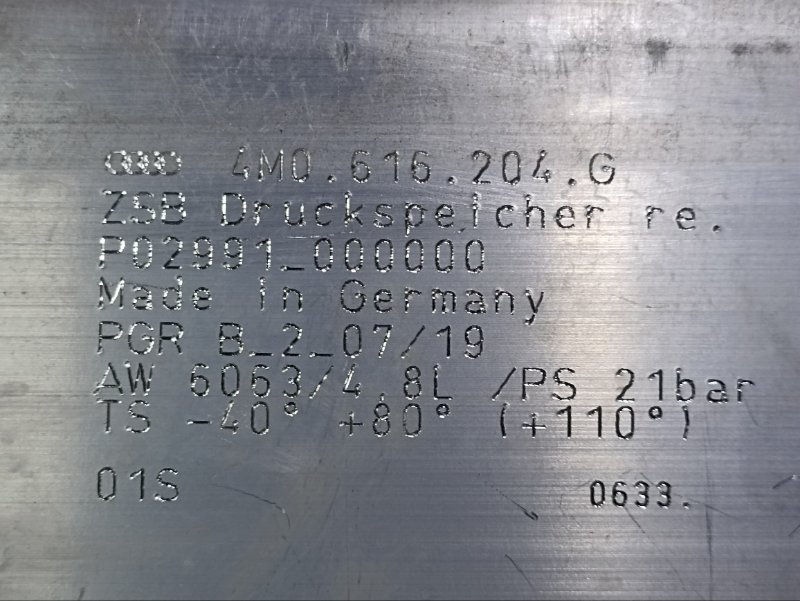 4M0.616.204.G
ZSB Druckspeicher re.
P02991_000000
Made in Germany
PGR B_2_07/19
AW 6063/4.8L /PS 21bar
TS -40° +80° (+110°)
01S
0633.